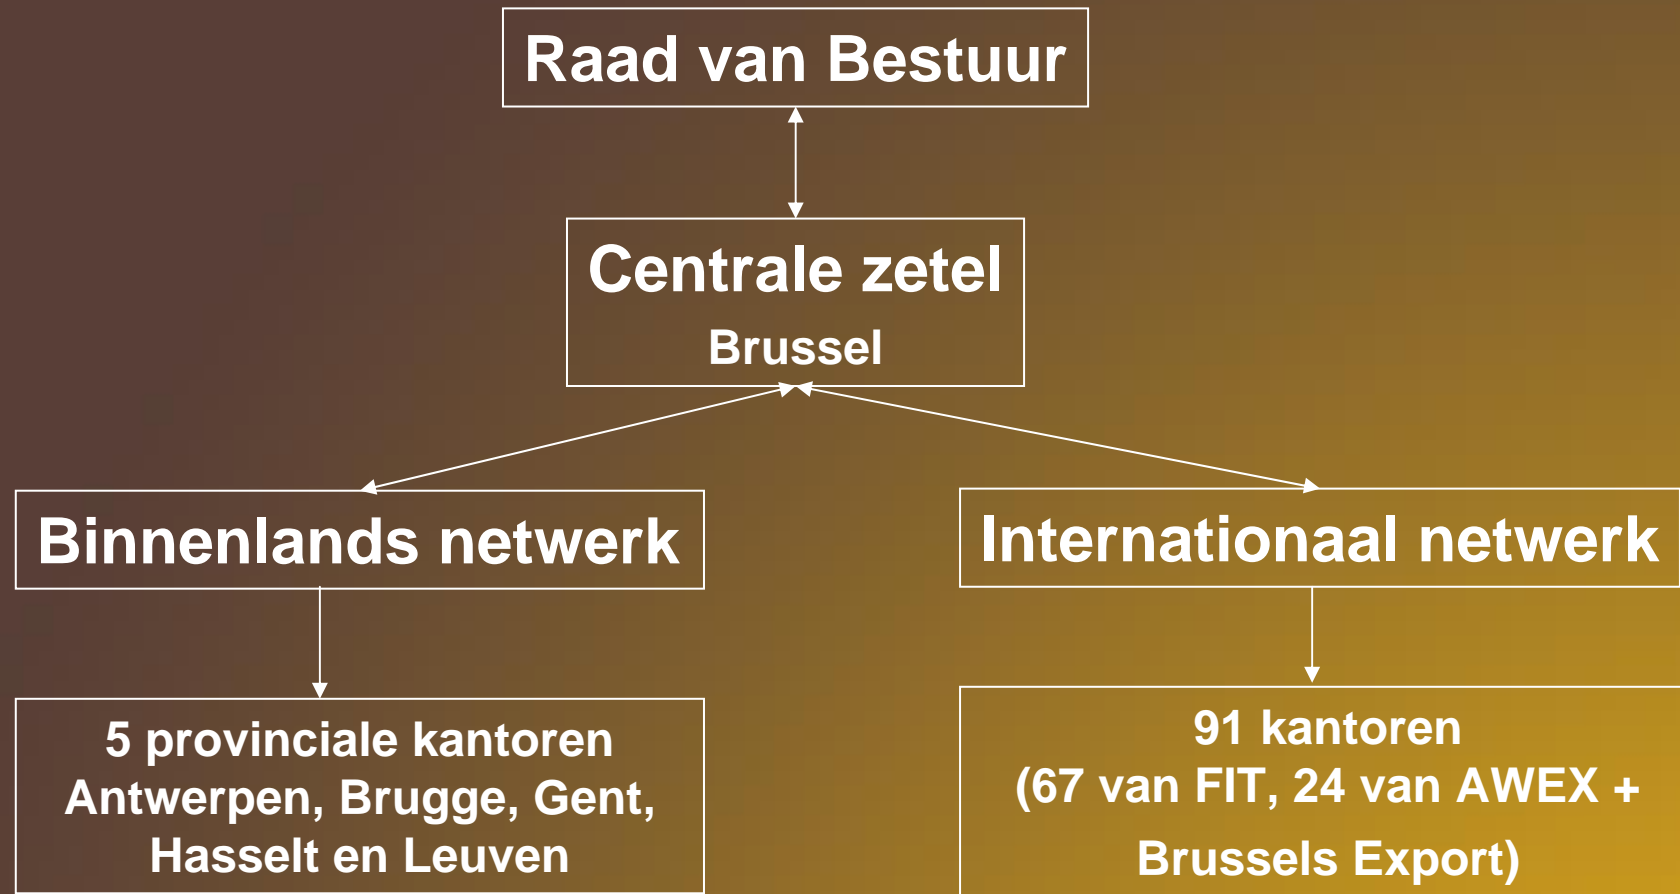 Raad van Bestuur
Centrale zetel
Brussel
Binnenlands netwerk
Internationaal netwerk
5 provinciale kantoren
Antwerpen, Brugge, Gent,
Hasselt en Leuven
91 kantoren
(67 van FIT, 24 van AWEX +
Brussels Export)